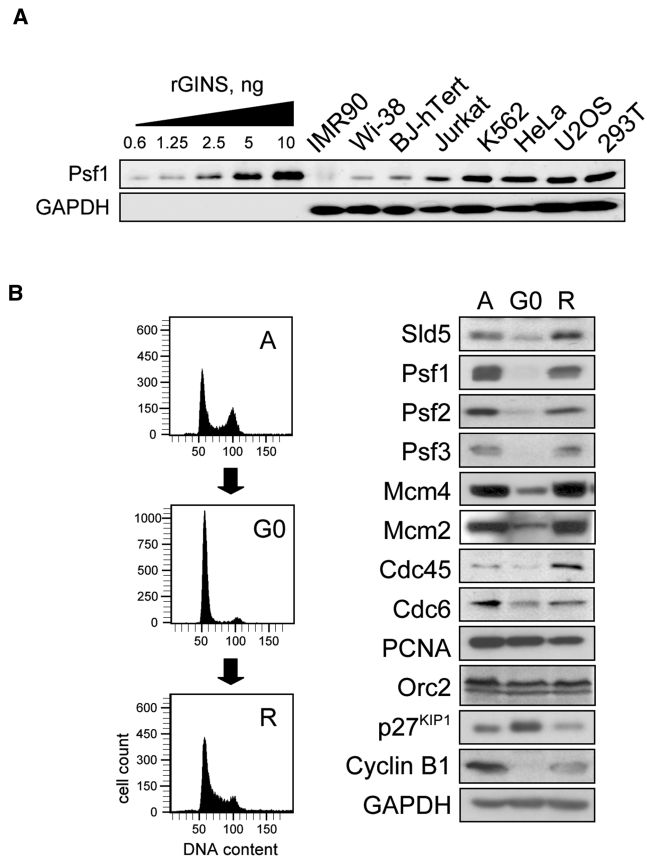 A
rGINS, ng
0.6 1.25 2.5 5 10 IMR90 Wi-38 BJ-hTert Jurkat K562 HeLa U2OS 293T
Psf1
GAPDH
B
A
600
450
300
150
0
50 100 150
G0
1000
750
500
250
0
50 100 150
R
600
450
300
150
0
50 100 150
cell count
DNA content
A G0 R
Sld5
Psf1
Psf2
Psf3
Mcm4
Mcm2
Cdc45
Cdc6
PCNA
Orc2
p27KIP1
Cyclin B1
GAPDH